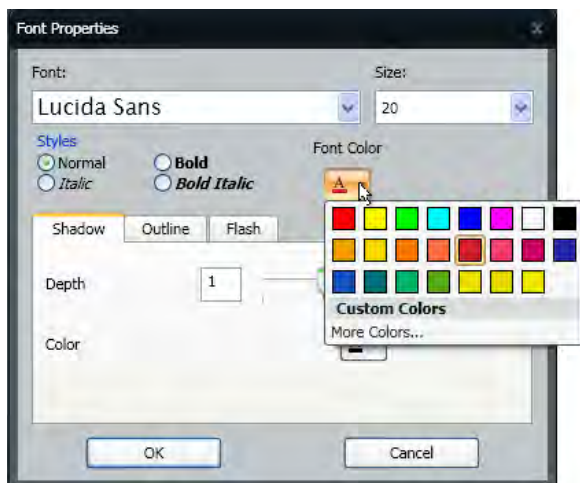 Font Properties
x
Font: Size:
Lucida Sans 20
Styles Font Color
Normal Bold
Italic Bold Italic
A
Shadow Outline Flash
Depth 1
Custom Colors
More Colors...
Color
OK Cancel